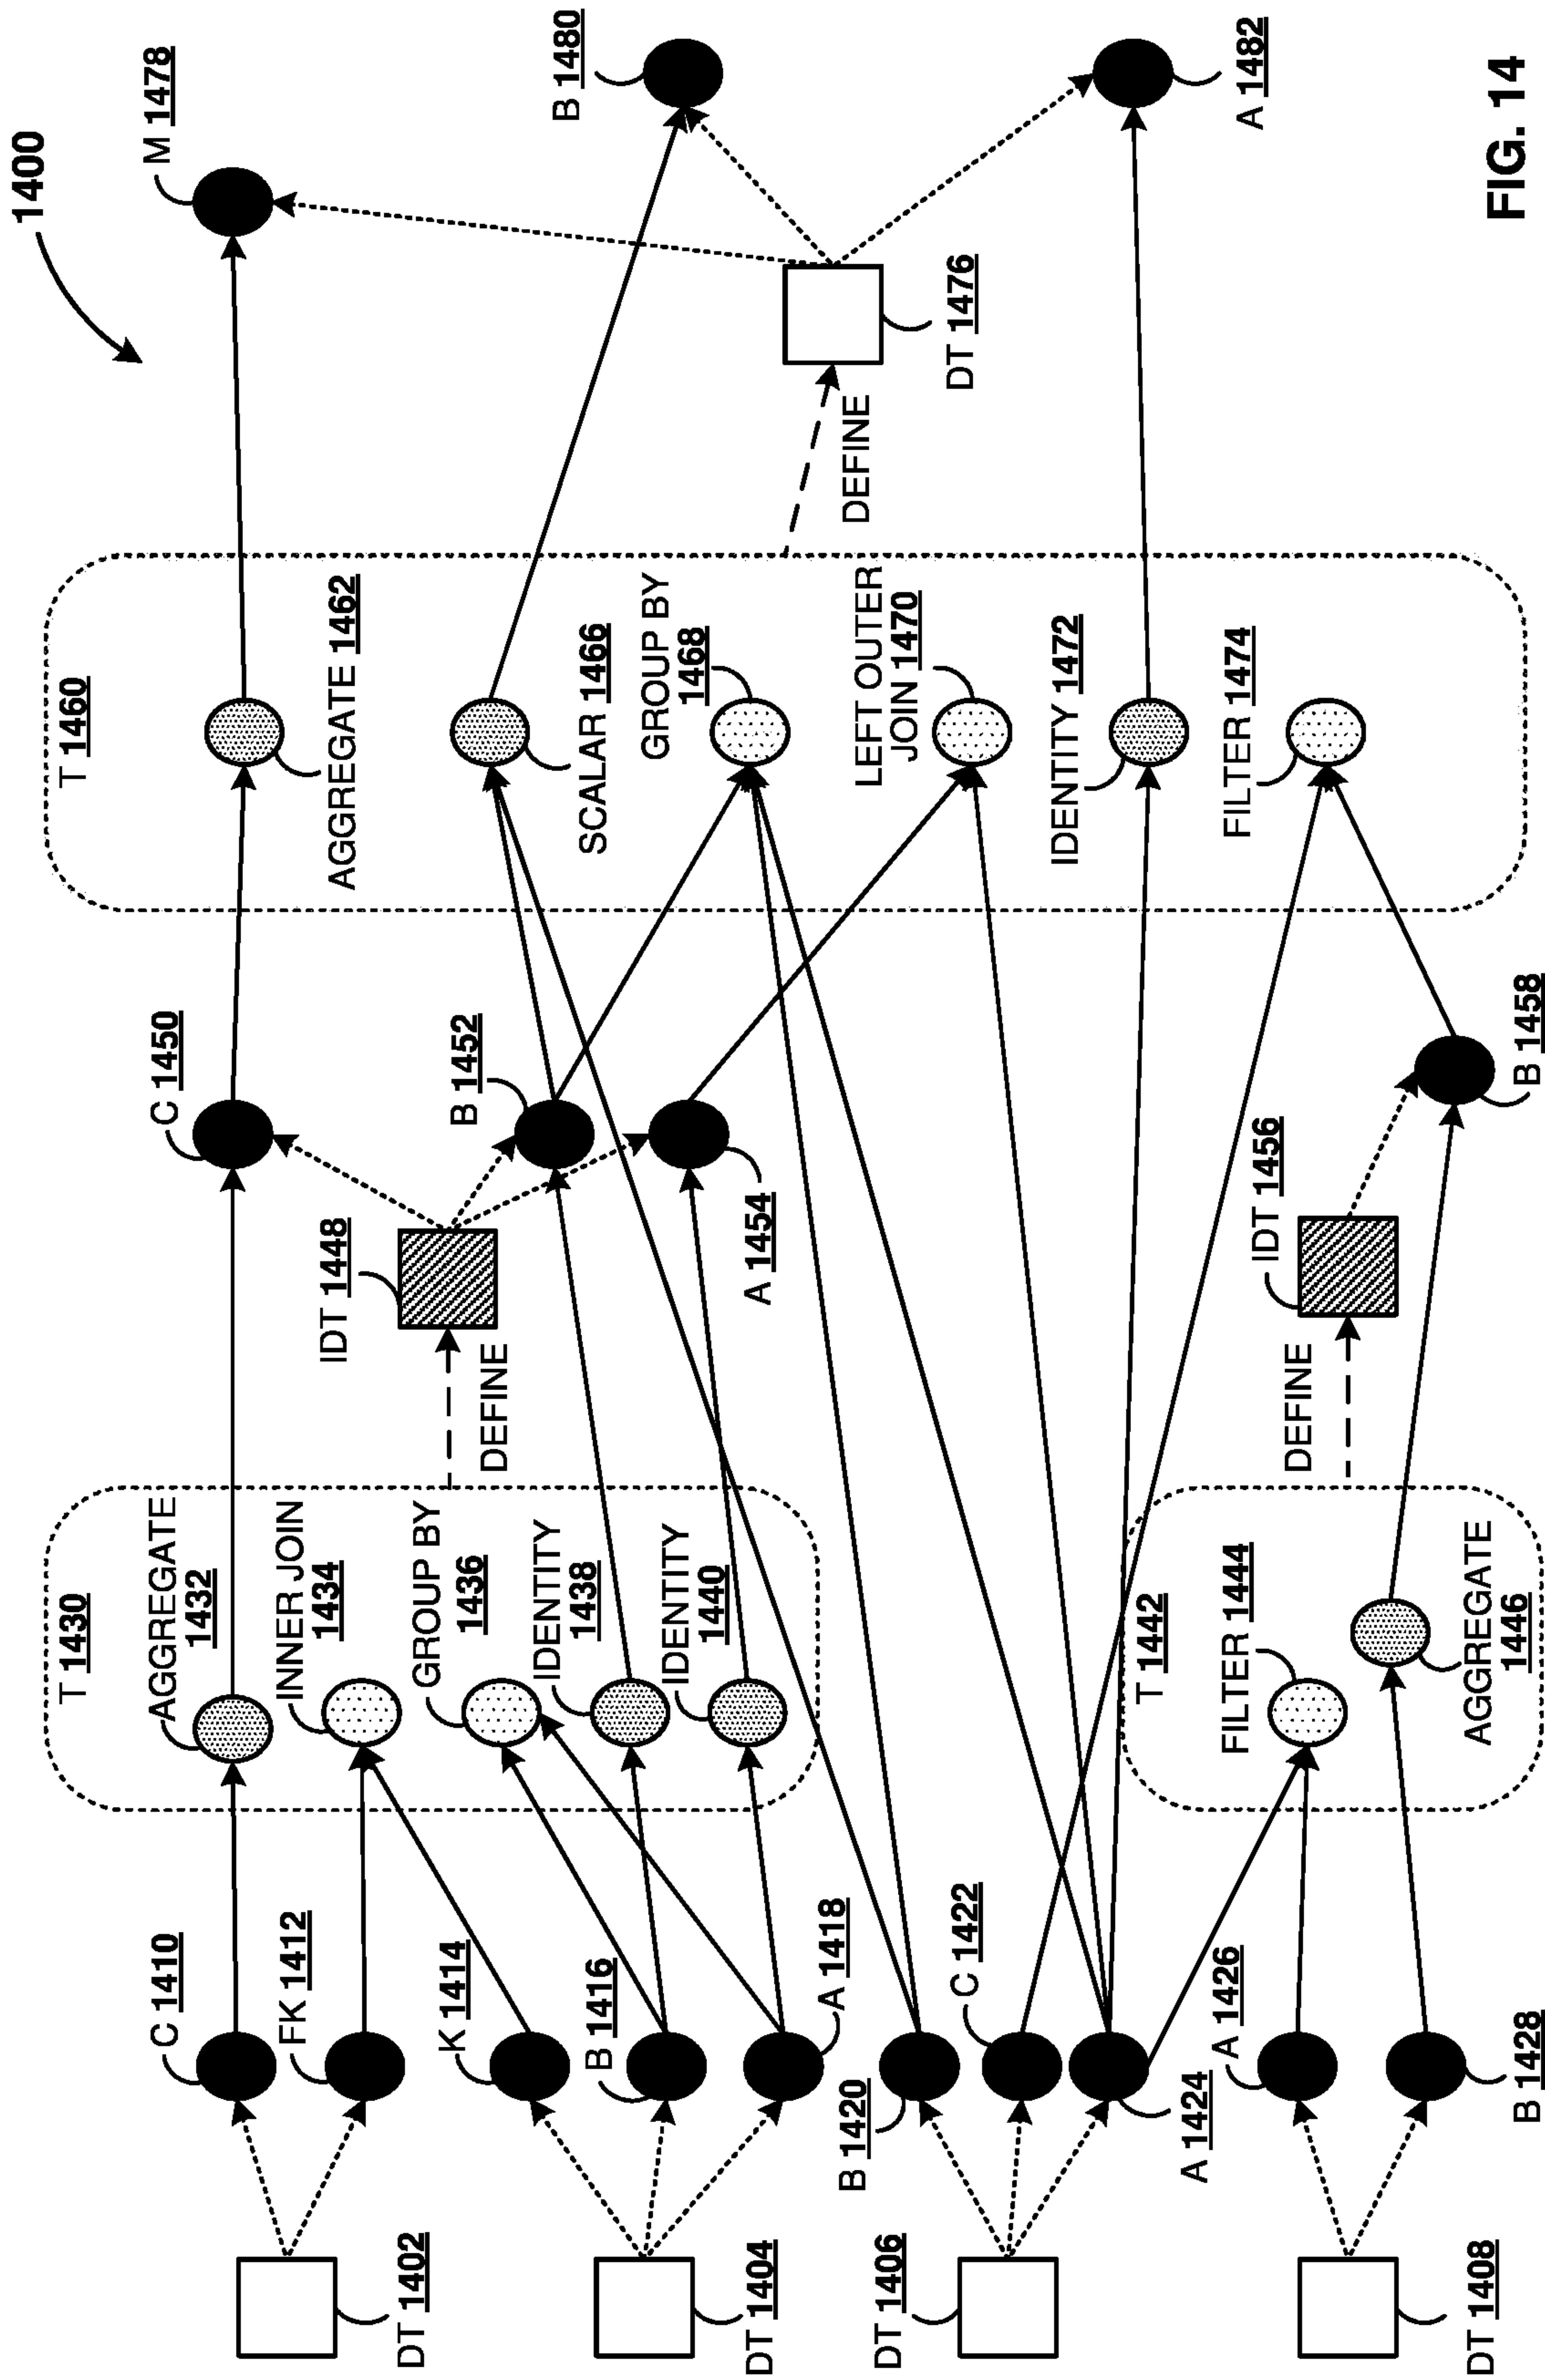 1400
DT 1402
DT 1404
DT 1406
DT 1408
C 1410
FK 1412
K 1414
B 1416
A 1418
B 1420
C 1422
A 1424
A 1426
B 1428
T 1430
AGGREGATE
1432
INNER JOIN
1434
GROUP BY
1436
IDENTITY
1438
IDENTITY
1440
T 1442
FILTER 1444
AGGREGATE
1446
DEFINE
IDT 1448
DEFINE
IDT 1456
C 1450
B 1452
A 1454
B 1458
T 1460
AGGREGATE 1462
SCALAR 1466
GROUP BY
1468
LEFT OUTER
JOIN 1470
IDENTITY 1472
FILTER 1474
DEFINE
DT 1476
M 1478
B 1480
A 1482
FIG. 14